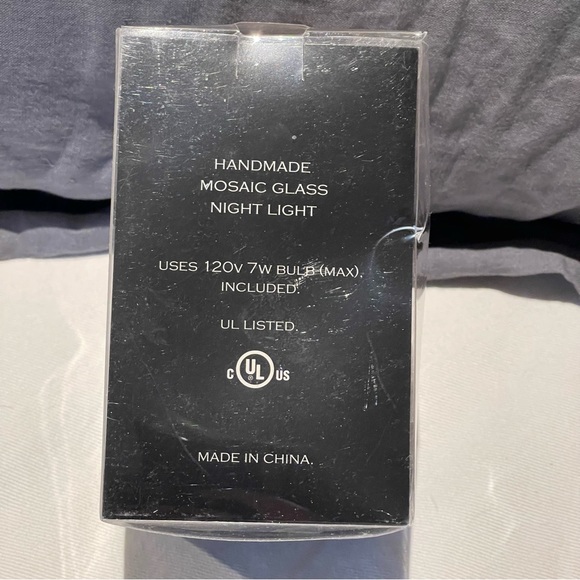 HANDMADE
MOSAIC GLASS
NIGHT LIGHT
USES 120V 7W BULB (MAX).
INCLUDED.
UL LISTED.
C UL ® US
MADE IN CHINA.